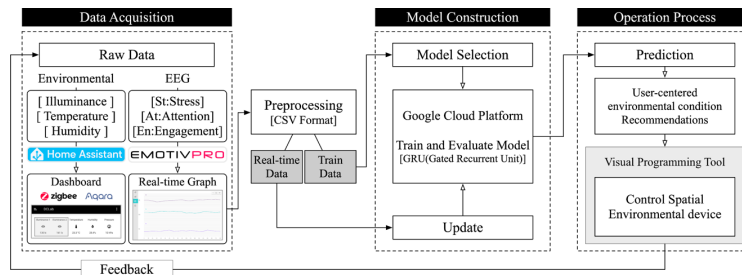 Data Acquisition
Raw Data
Environmental
EEG
[ Illuminance ]
[ Temperature ]
[ Humidity ]
[St:Stress]
[At:Attention]
[En:Engagement]
Home Assistant
EMOTIVPRO
Dashboard
zigbee Aqara
Real-time Graph
Preprocessing
[CSV Format]
Real-time
Data
Train
Data
Model Construction
Model Selection
Google Cloud Platform
Train and Evaluate Model
[GRU(Gated Recurrent Unit)]
Update
Operation Process
Prediction
User-centered
environmental condition
Recommendations
Visual Programming Tool
Control Spatial
Environmental device
Feedback